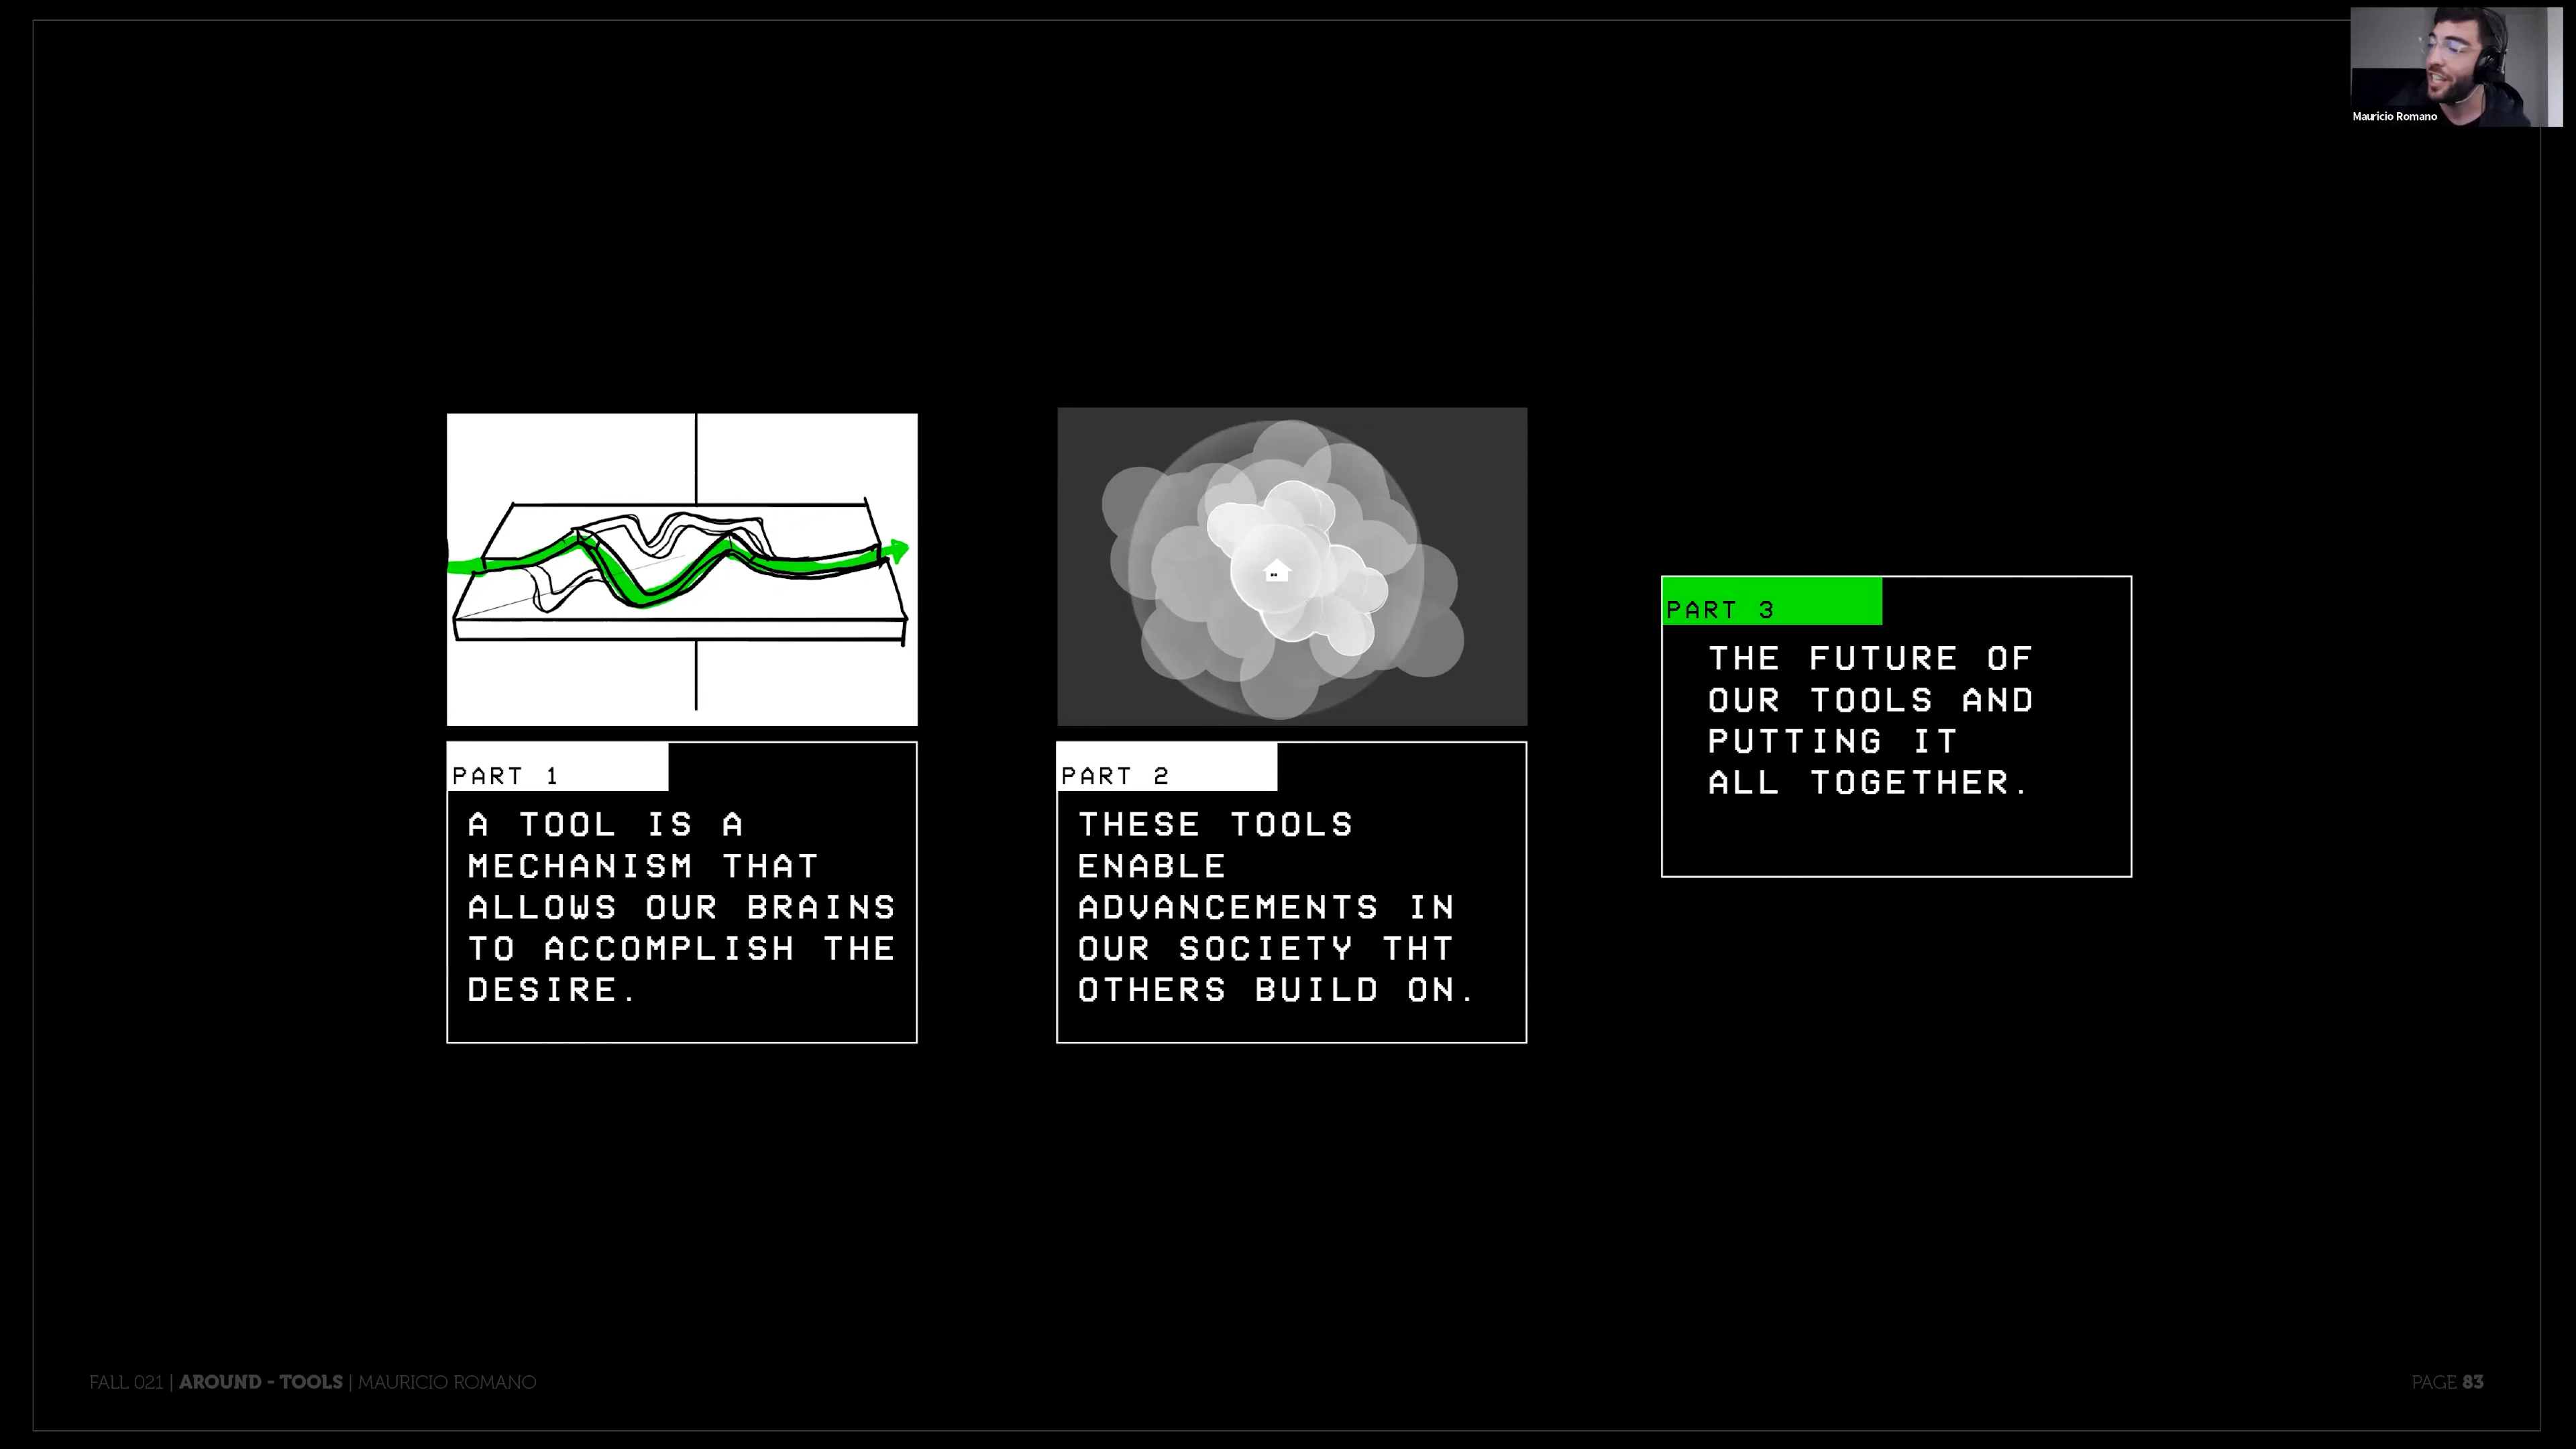 Mauricio Romano
PART 1
A TOOL IS A
MECHANISM THAT
ALLOWS OUR BRAINS
TO ACCOMPLISH THE
DESIRE.
PART 2
THESE TOOLS
ENABLE
ADVANCEMENTS IN
OUR SOCIETY THT
OTHERS BUILD ON.
PART 3
THE FUTURE OF
OUR TOOLS AND
PUTTING IT
ALL TOGETHER.
FALL 021 | AROUND - TOOLS | MAURICIO ROMANO
PAGE 83